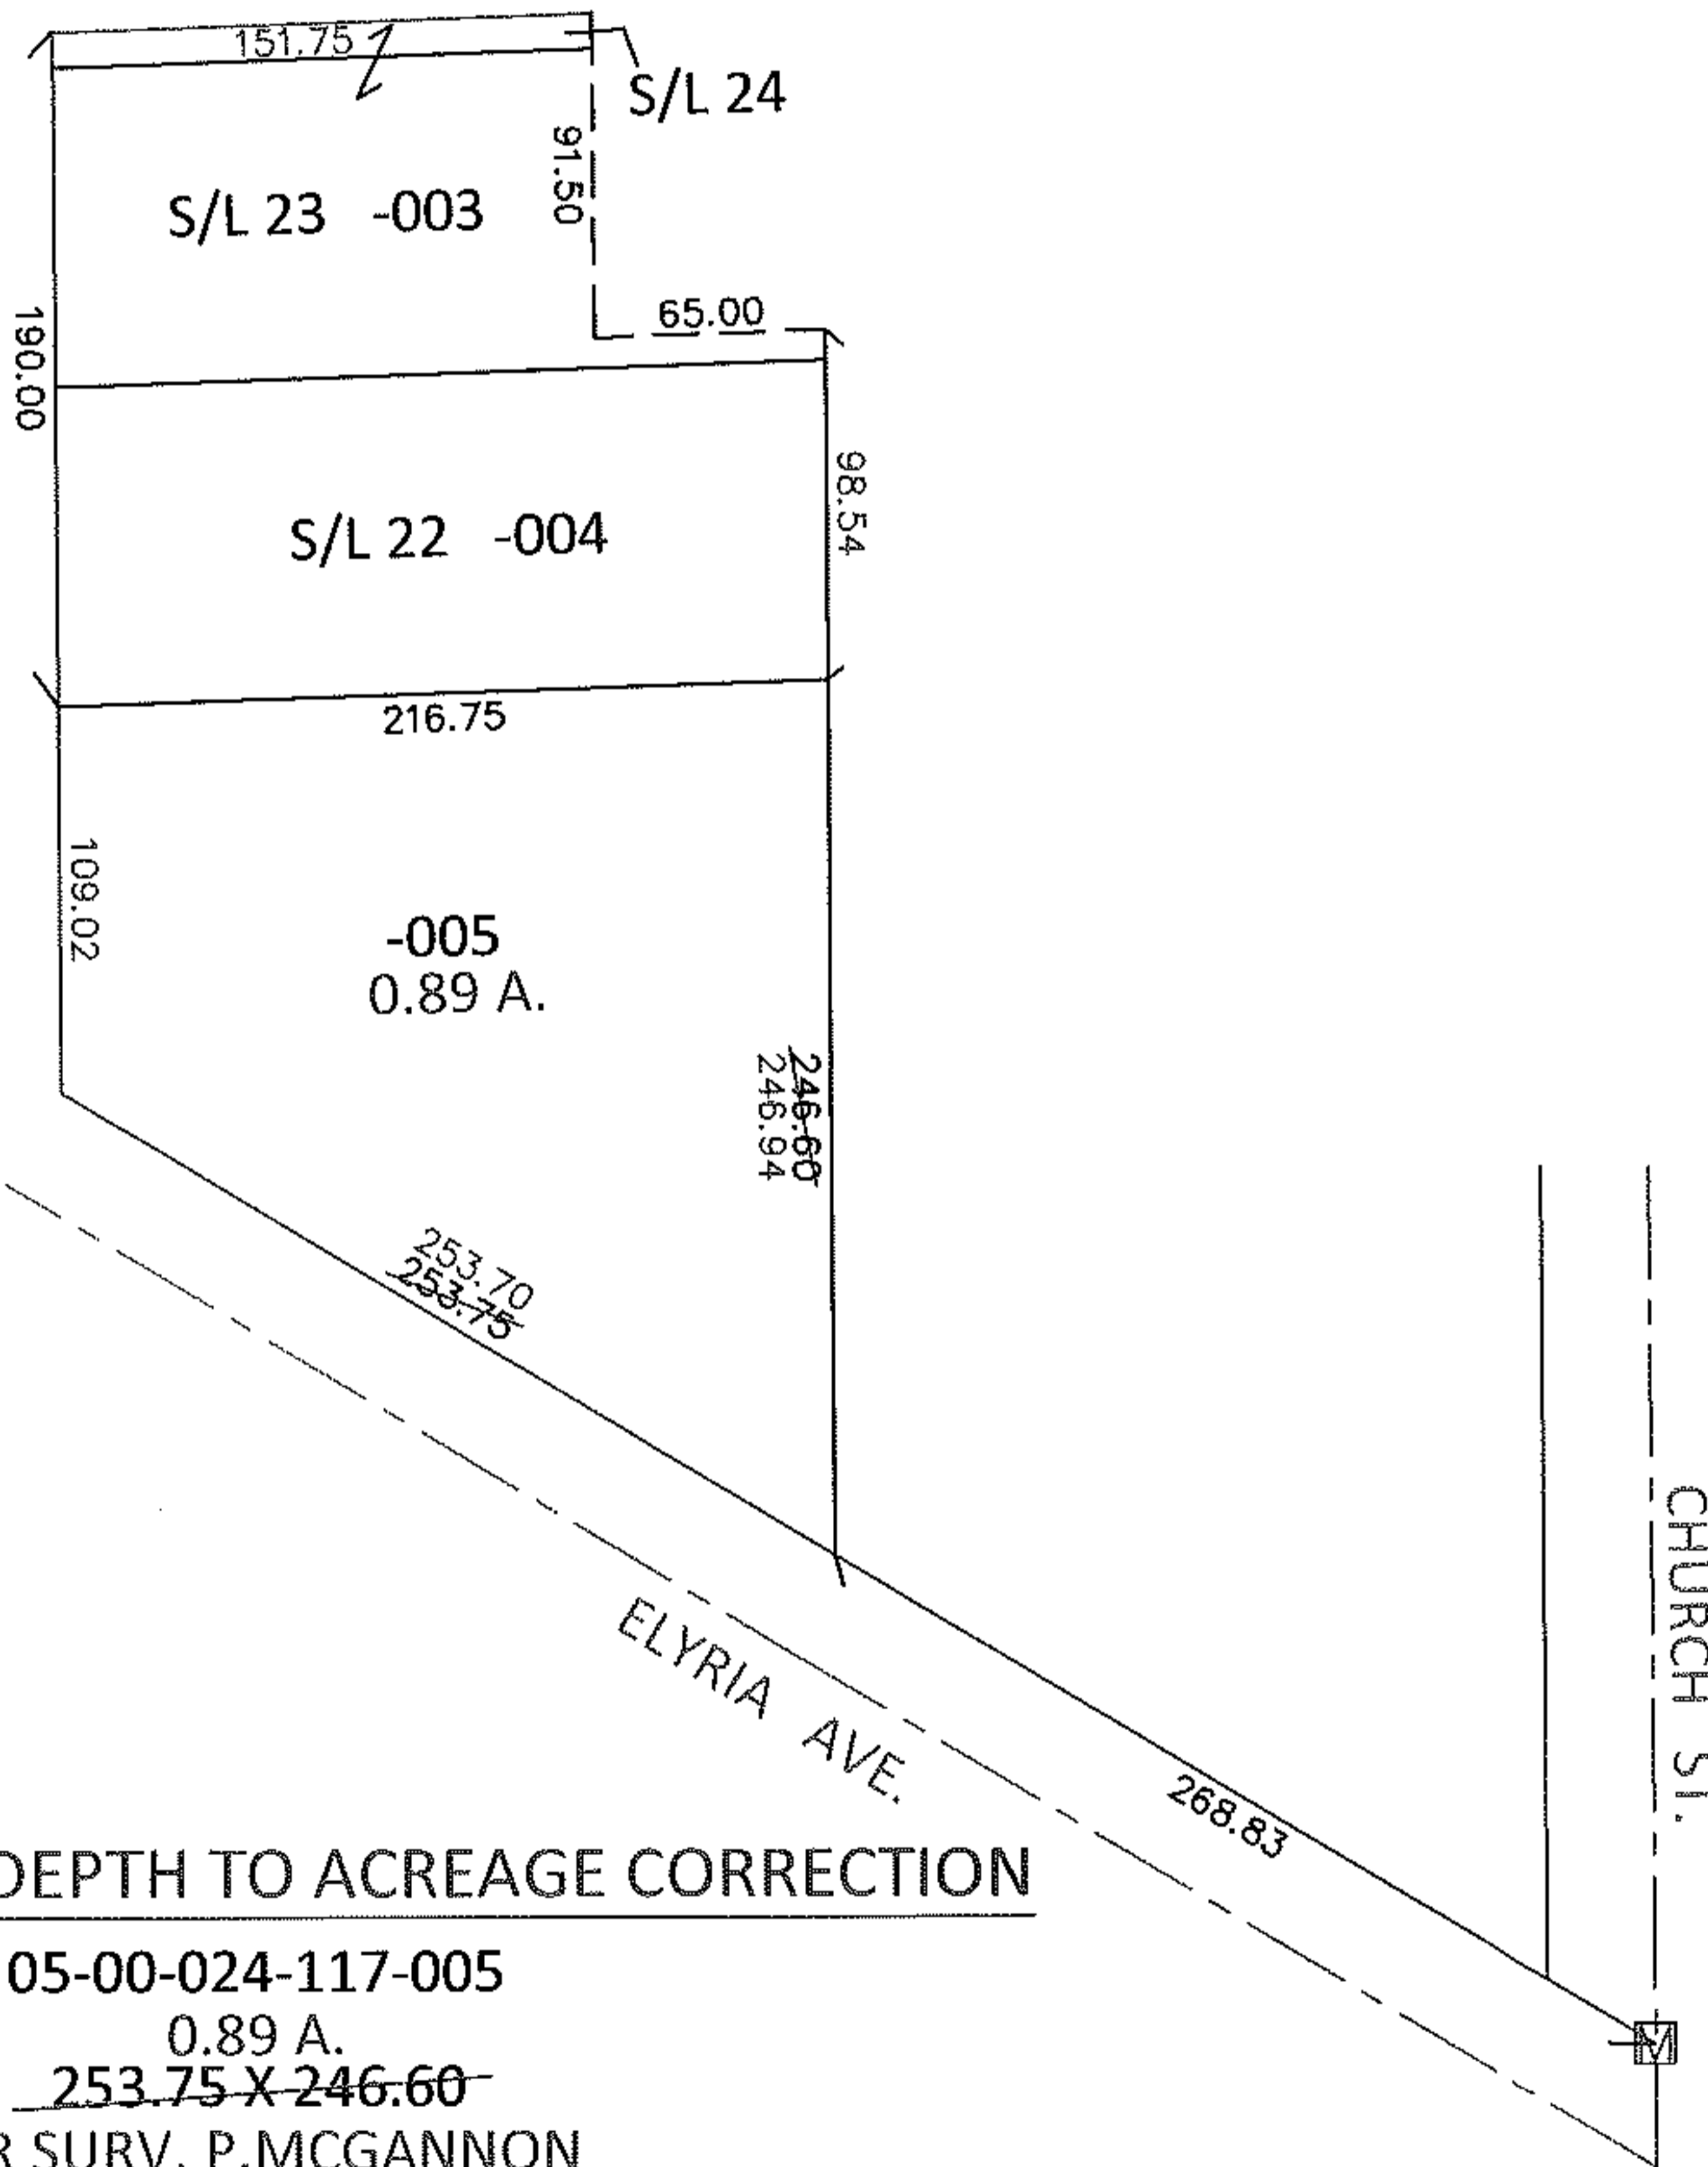 151.75
S/L 24
91.50
S/L 23 -003
65.00
190.00
98.54
S/L 22 -004
216.75
109.02
-005
0.89 A.
246.60
246.94
253.70
253.75
ELYRIA AVE.
268.83
CHURCH ST.
DEPTH TO ACREAGE CORRECTION
05-00-024-117-005
0.89 A.
253.75 X 246.60
R SURV. P.MCGANNON
M